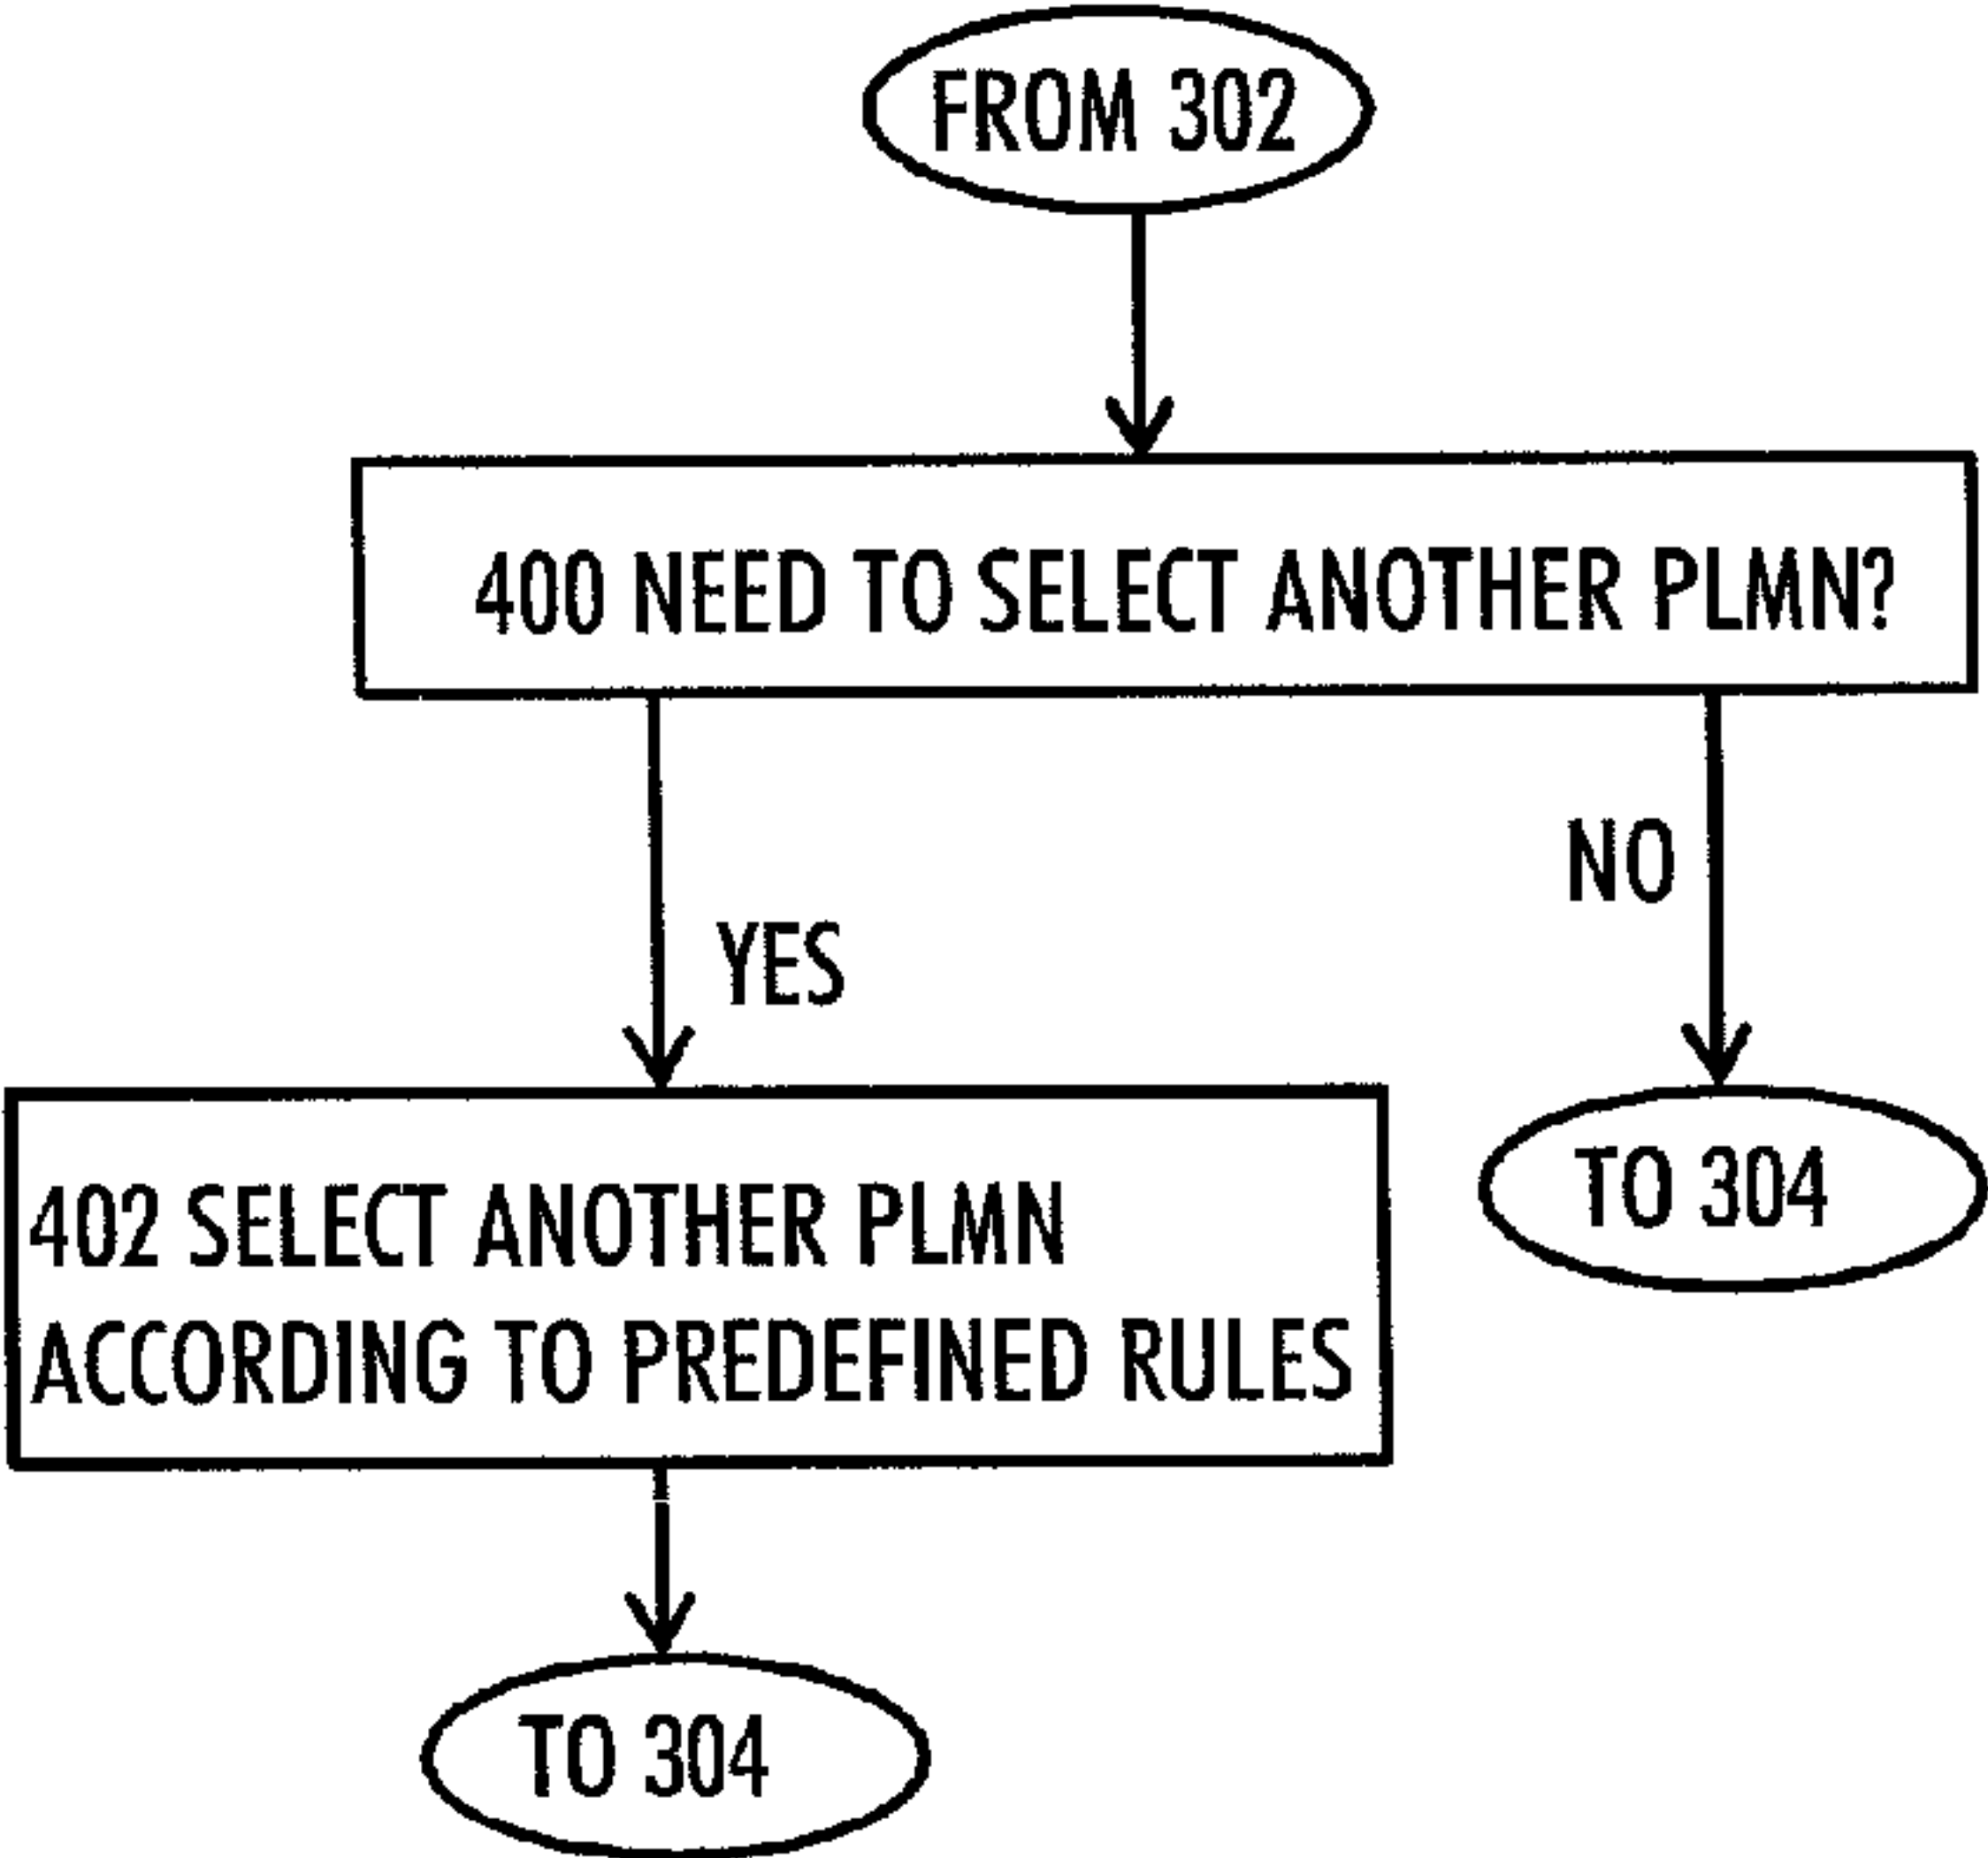 FROM 302
400 NEED TO SELECT ANOTHER PLMN?
NO
YES
402 SELECT ANOTHER PLMN
ACCORDING TO PREDEFINED RULES
TO 304
TO 304